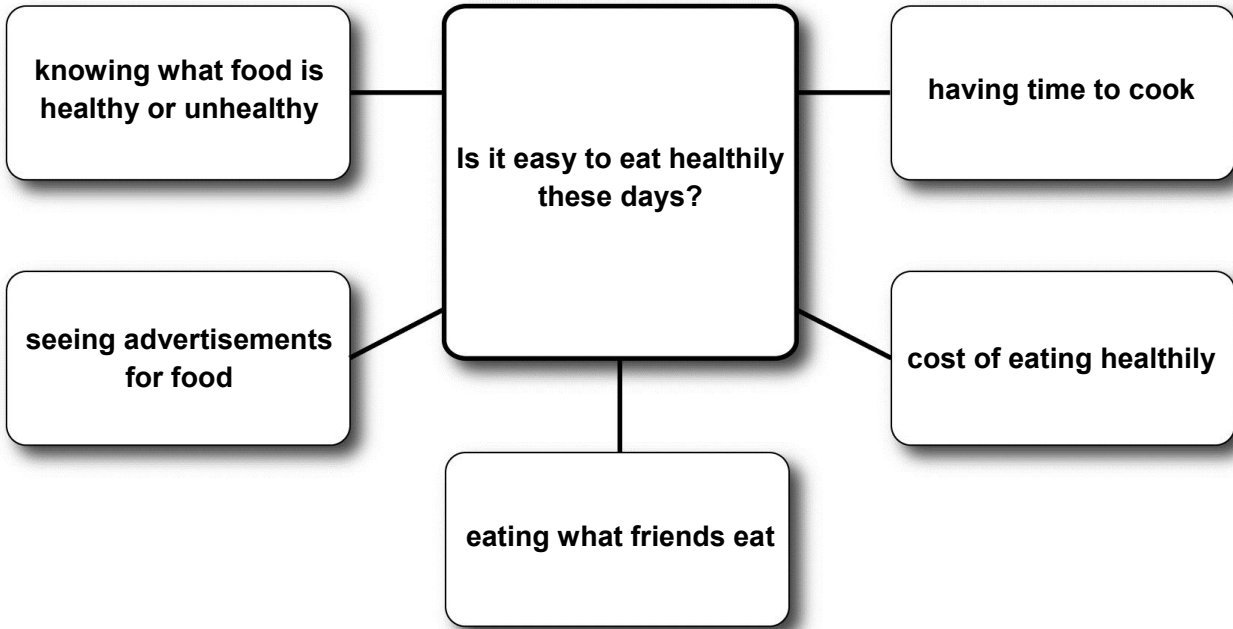 knowing what food is
healthy or unhealthy
Is it easy to eat healthily
these days?
having time to cook
seeing advertisements
for food
cost of eating healthily
eating what friends eat